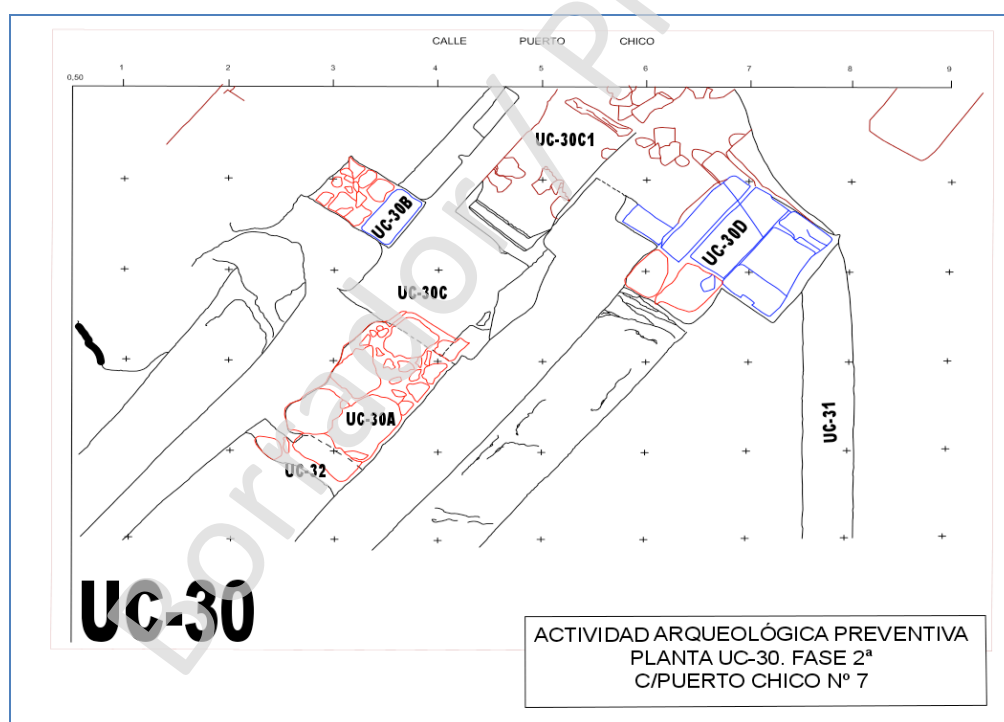 CALLE PUERTO CHICO
0,50 1 2 3 4 5 6 7 8 9
UC-30C1
UC-30B
UC-30D
UC-30C
UC-30A
UC-31
UC-32
UC-30
Borrador/
ACTIVIDAD ARQUEOLÓGICA PREVENTIVA
PLANTA UC-30. FASE 2ª
C/PUERTO CHICO Nº 7